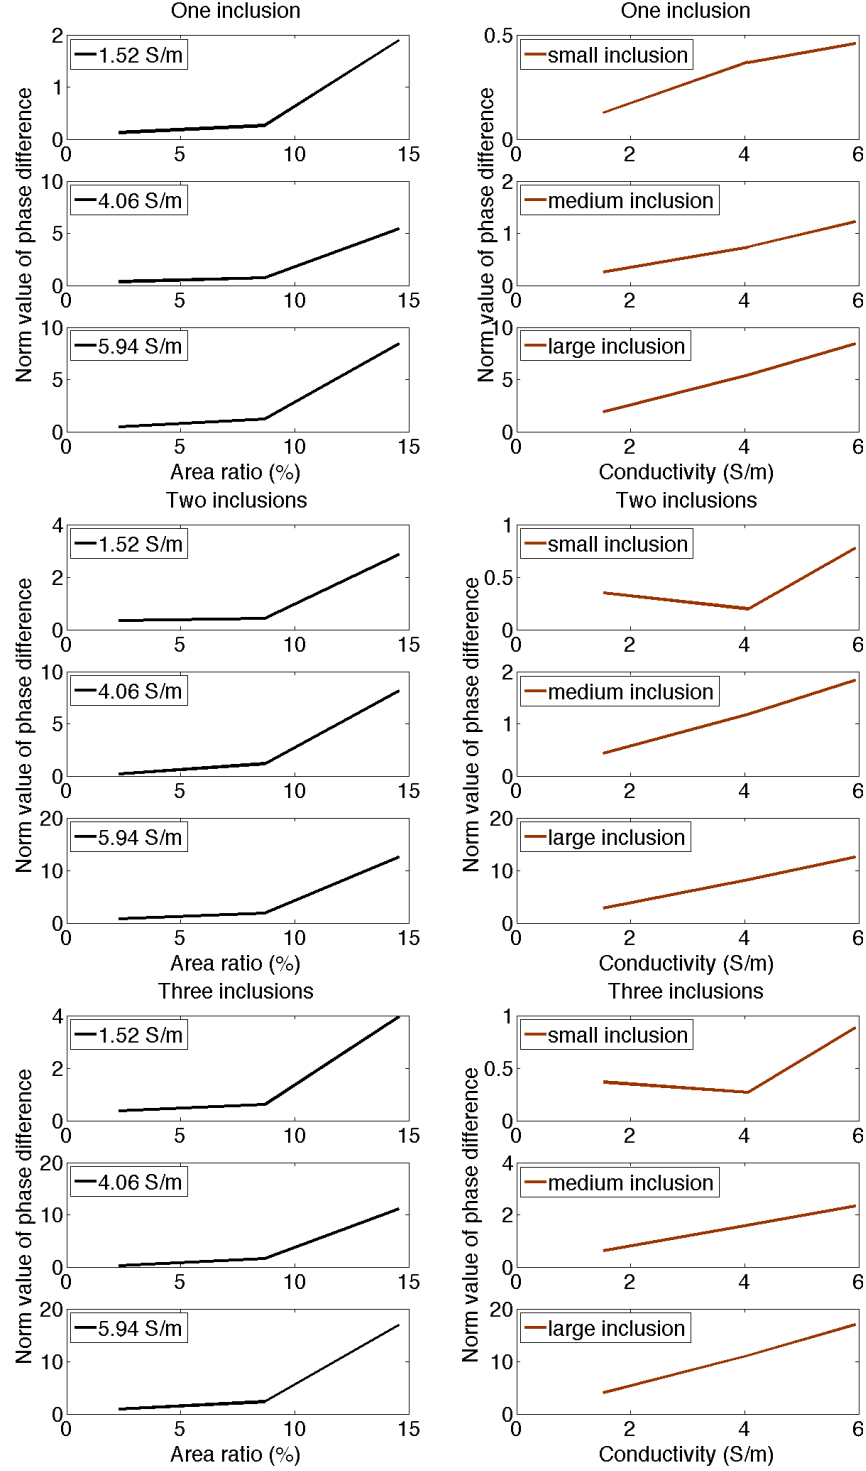 One inclusion
Norm value of phase difference
2
1
0
1.52 S/m
0 5 10 15
10
5
0
4.06 S/m
0 5 10 15
10
5
0
5.94 S/m
0 5 10 15
Area ratio (%)
One inclusion
Norm value of phase difference
0.5
0
small inclusion
2 4 6
0
2
1
0
medium inclusion
0 2 4 6
10
5
0
large inclusion
0 2 4 6
Conductivity (S/m)
Two inclusions
Norm value of phase difference
4
2
0
1.52 S/m
0 5 10 15
10
5
0
4.06 S/m
0 5 10 15
20
10
0
5.94 S/m
0 5 10 15
Area ratio (%)
Two inclusions
Norm value of phase difference
1
0.5
0
small inclusion
0 2 4 6
2
1
0
medium inclusion
0 2 4 6
20
10
0
large inclusion
0 2 4 6
Conductivity (S/m)
Three inclusions
Norm value of phase difference
4
2
0
1.52 S/m
0 5 10 15
20
10
0
4.06 S/m
0 5 10 15
20
10
0
5.94 S/m
0 5 10 15
Area ratio (%)
Three inclusions
Norm value of phase difference
1
0.5
0
small inclusion
0 2 4 6
4
2
0
medium inclusion
0 2 4 6
20
10
0
large inclusion
0 2 4 6
Conductivity (S/m)